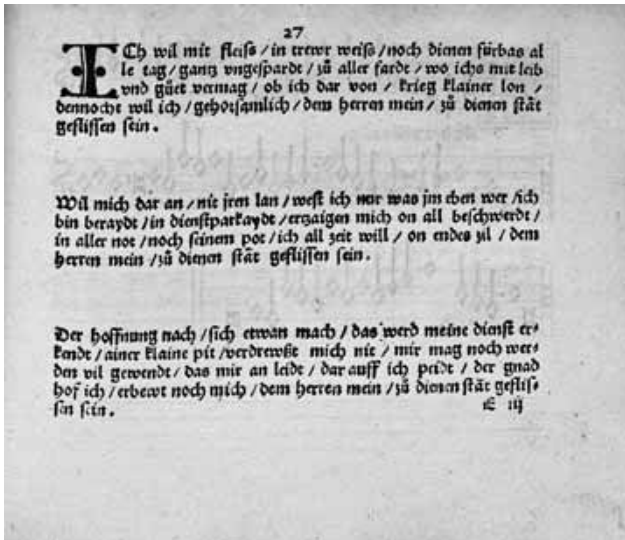 27
ICh wil mit fleiß / in trewr weiß / noch dienen fürbas al
le tag / gantz vngespardt / zů aller fardt / wo ichs mit leib
vnd gůet vermag / ob ich dar von / krieg klainer lon /
dennocht wil ich / gehorsamlich / dem herren mein / zů dienen stät
geflissen sein.
Wil mich dar an / nit jren lan / west ich nur was jm eben wer / ich
bin beraydt / in dienstparkaydt / erzaigen mich on all beschwerdt /
in aller not / noch seinem pot / ich all zeit will / on endes zil / dem
herren mein / zů dienen stät geflissen sein.
Der hoffnung nach / sich etwan mach / das werd meine dienst er⸗
kendt / ainer klaine pit / verdrewßt mich nit / mir mag noch wer⸗
den vil gewendt / das mir an leidt / dar auff ich peidt / der gnad
hof ich / erbewt noch mich / dem herren mein / zů dienen stät geflis⸗
sen sein.
E iij